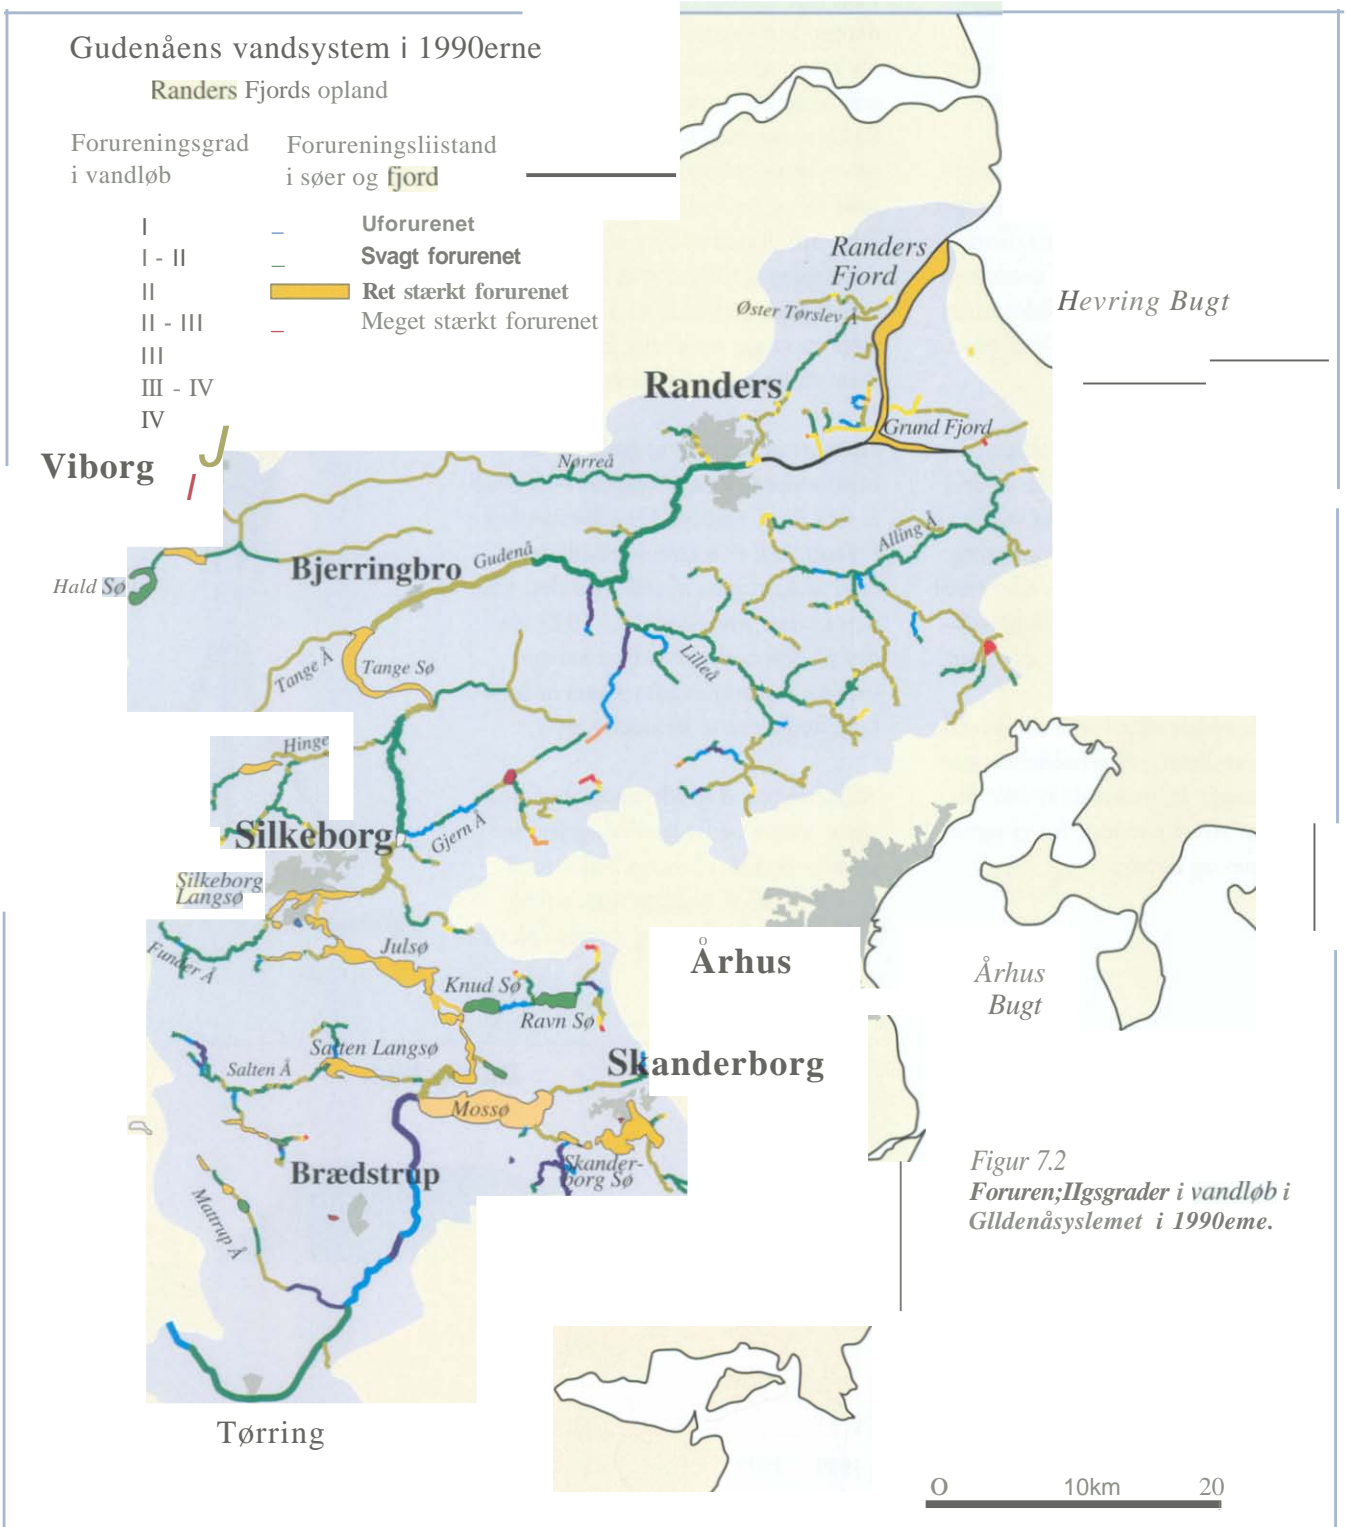 Gudenåens vandsystem i 1990erne
Randers Fjords opland
Forureningsgrad
i vandløb
Forureningsliistand
i søer og fjord
I
I - II
II
II - III
III
III - IV
IV
Uforurenet
Svagt forurenet
Ret stærkt forurenet
Meget stærkt forurenet
Randers
Fjord
Øster Tørslev Å
Hevring Bugt
Randers
Grund Fjord
Viborg
Nørreå
Alling Å
Gudenå
Bjerringbro
Hald Sø
Tange Å
Tange Sø
Lilleå
Hinge
Silkeborg
Gjern Å
Silkeborg
Langsø
Funder Å
Julsø
Knud Sø
Ravn Sø
Århus
Århus
Bugt
Salten Langsø
Salten Å
Skanderborg
Mossø
Skander-
borg Sø
Brædstrup
Mattrup Å
Figur 7.2
Foruren;IIgsgrader i vandløb i
Glldenåsyslemet i 1990eme.
Tørring
O 10km 20